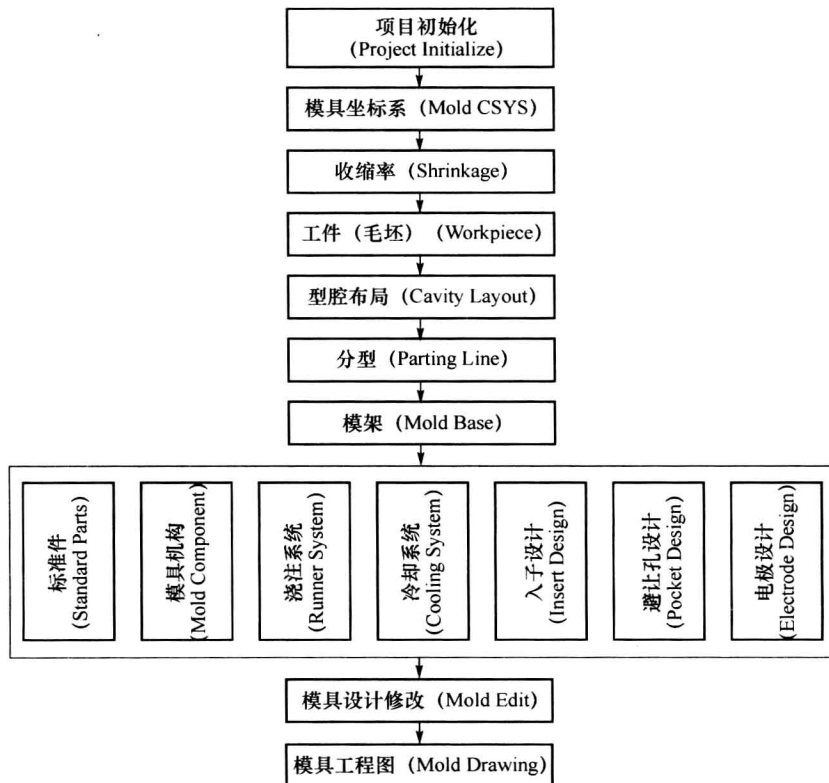 项目初始化
(Project Initialize)
模具坐标系（Mold CSYS）
收缩率（Shrinkage）
工件（毛坯）（Workpiece）
型腔布局（Cavity Layout）
分型（Parting Line）
模架（Mold Base）
标准件
(Standard Parts)
模具机构
(Mold Component)
浇注系统
(Runner System)
冷却系统
(Cooling System)
入子设计
(Insert Design)
避让孔设计
(Pocket Design)
电极设计
(Electrode Design)
模具设计修改（Mold Edit）
模具工程图（Mold Drawing）